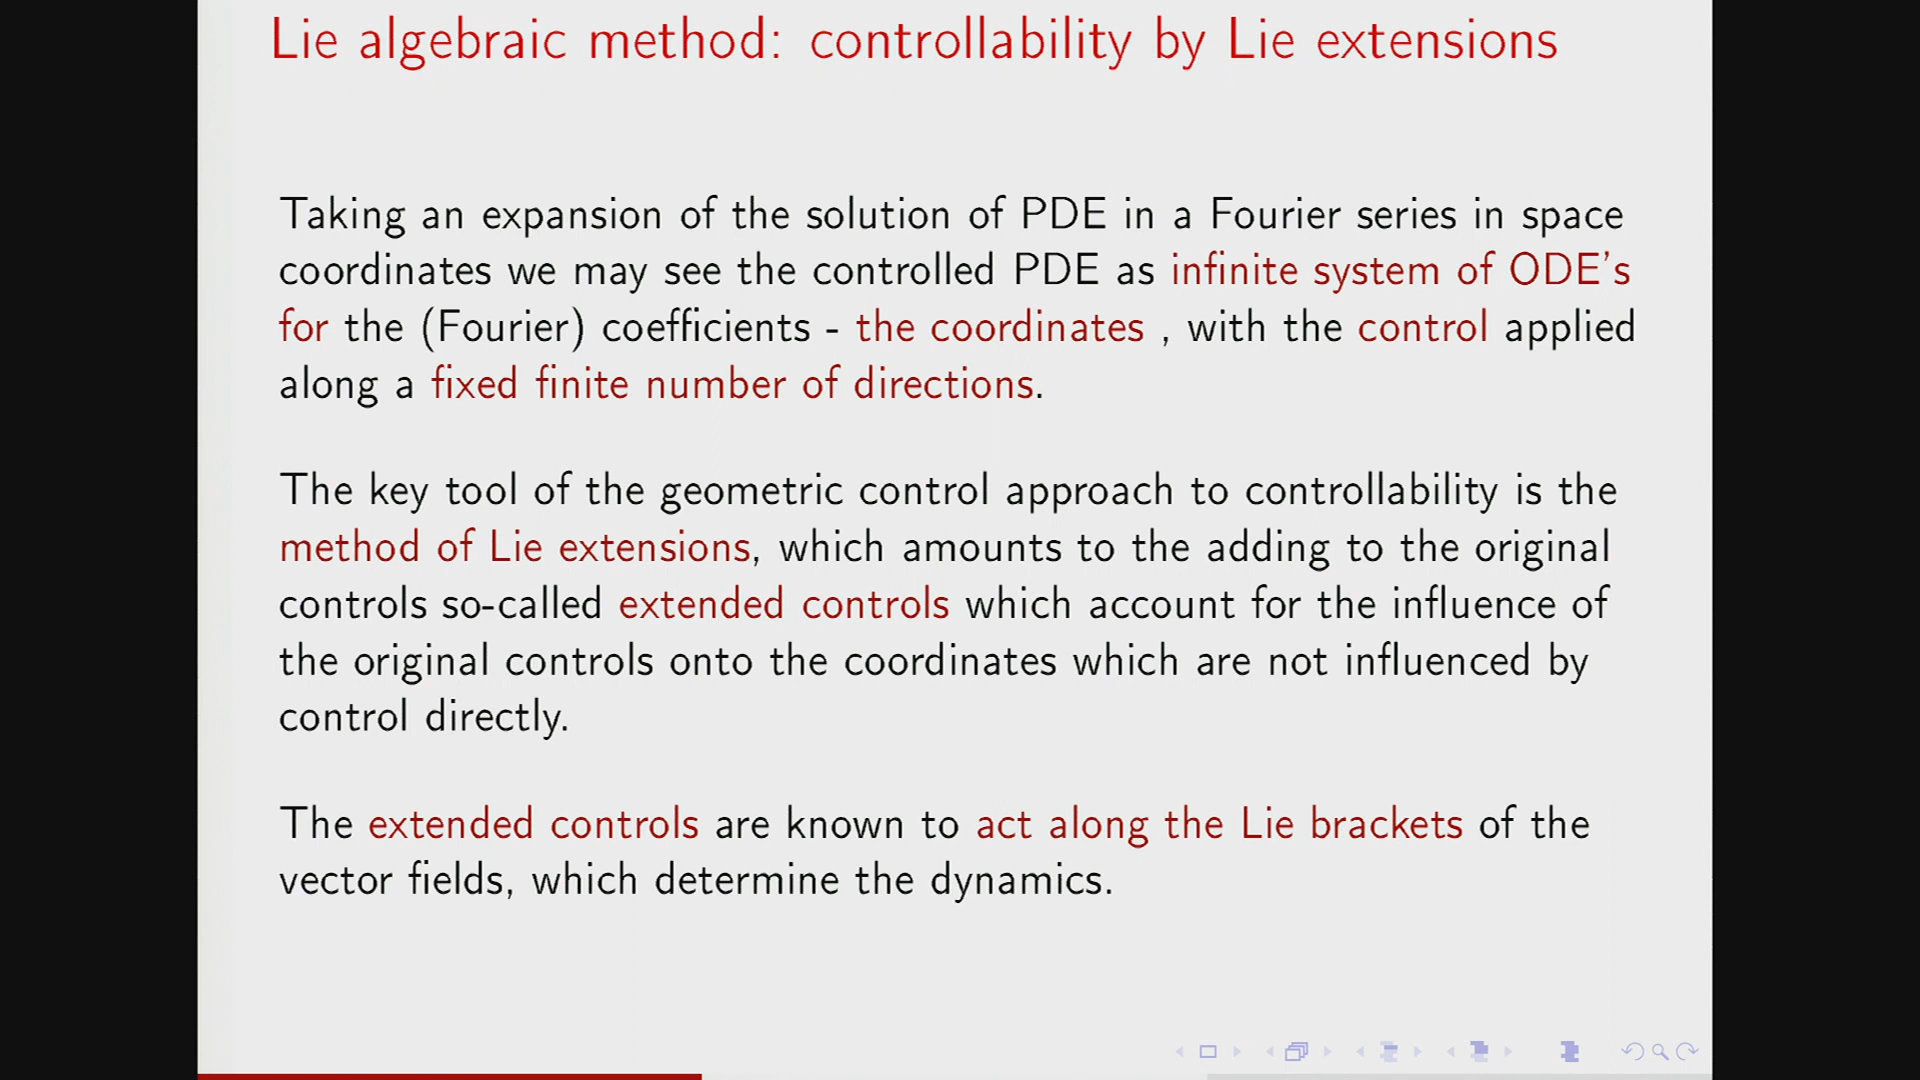 Lie algebraic method: controllability by Lie extensions
Taking an expansion of the solution of PDE in a Fourier series in space
coordinates we may see the controlled PDE as infinite system of ODE's
for the (Fourier) coefficients - the coordinates , with the control applied
along a fixed finite number of directions.
The key tool of the geometric control approach to controllability is the
method of Lie extensions, which amounts to the adding to the original
controls so-called extended controls which account for the influence of
the original controls onto the coordinates which are not influenced by
control directly.
The extended controls are known to act along the Lie brackets of the
vector fields, which determine the dynamics.